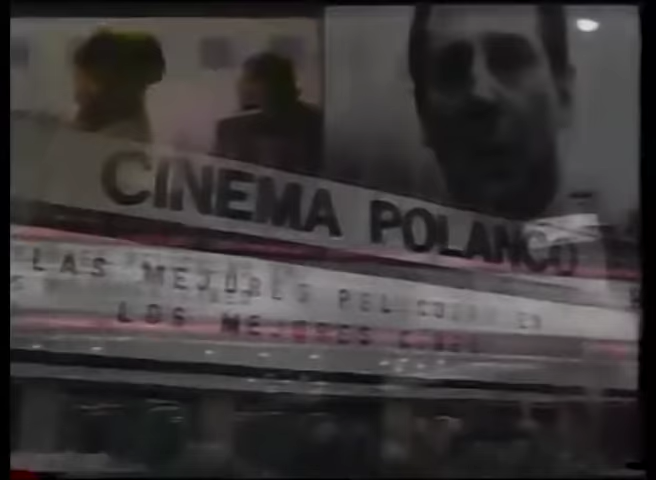 CINEMA POLANCO
LAS MEJORES PELICULAS EN
LOS MEJORES CINES